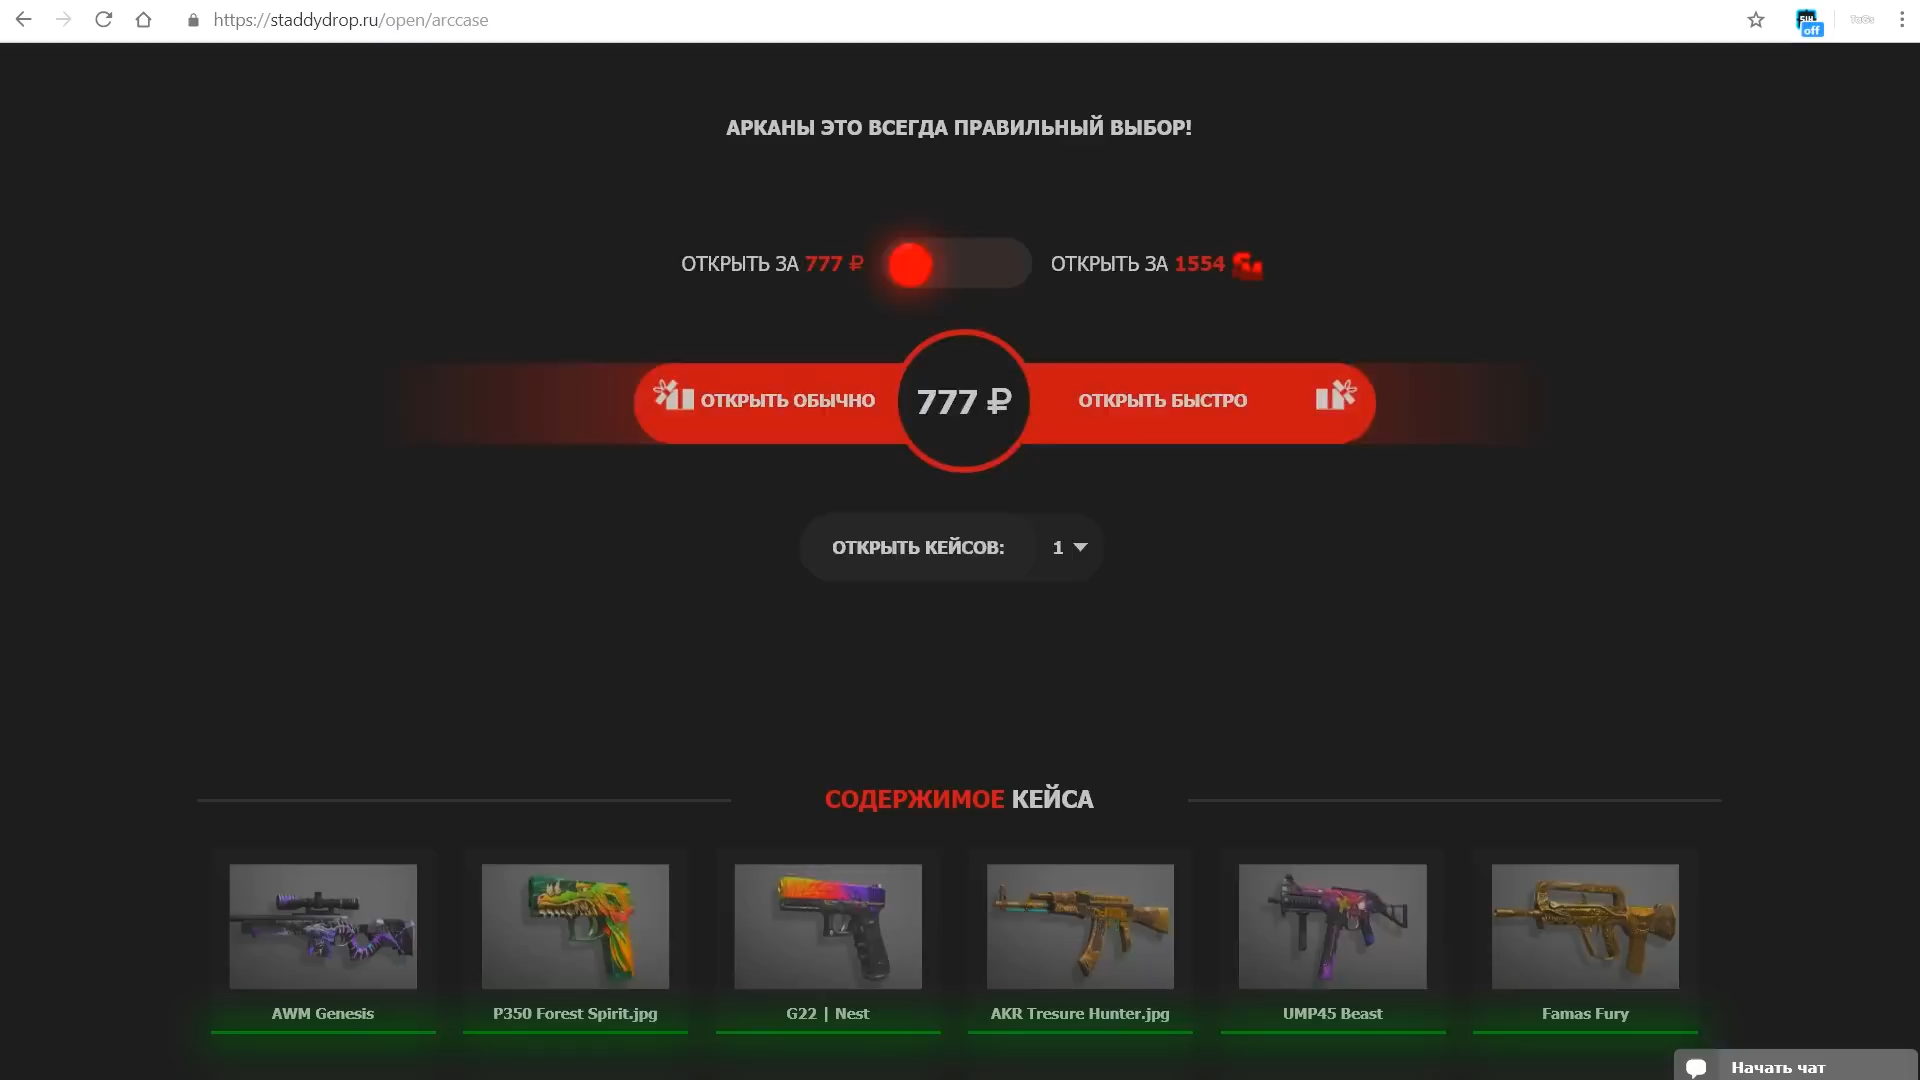 https://staddydrop.ru/open/arccase
off
АРКАНЫ ЭТО ВСЕГДА ПРАВИЛЬНЫЙ ВЫБОР!
ОТКРЫТЬ ЗА 777 ₽
ОТКРЫТЬ ЗА 1554
ОТКРЫТЬ ОБЫЧНО
777 ₽
ОТКРЫТЬ БЫСТРО
ОТКРЫТЬ КЕЙСОВ: 1
СОДЕРЖИМОЕ КЕЙСА
AWM Genesis
P350 Forest Spirit.jpg
G22 | Nest
AKR Tresure Hunter.jpg
UMP45 Beast
Famas Fury
Начать чат